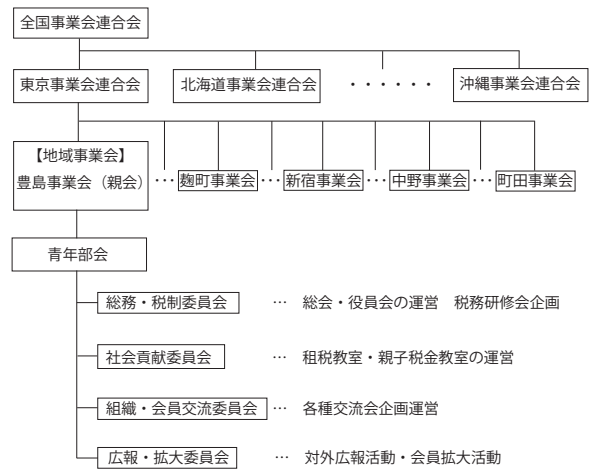 全国事業会連合会
東京事業会連合会 北海道事業会連合会 ・・・・・・ 沖縄事業会連合会
【地域事業会】
豊島事業会（親会） … 麹町事業会 … 新宿事業会 … 中野事業会 … 町田事業会
青年部会
総務・税制委員会 … 総会・役員会の運営 税務研修会企画
社会貢献委員会 … 租税教室・親子税金教室の運営
組織・会員交流委員会 … 各種交流会企画運営
広報・拡大委員会 … 対外広報活動・会員拡大活動